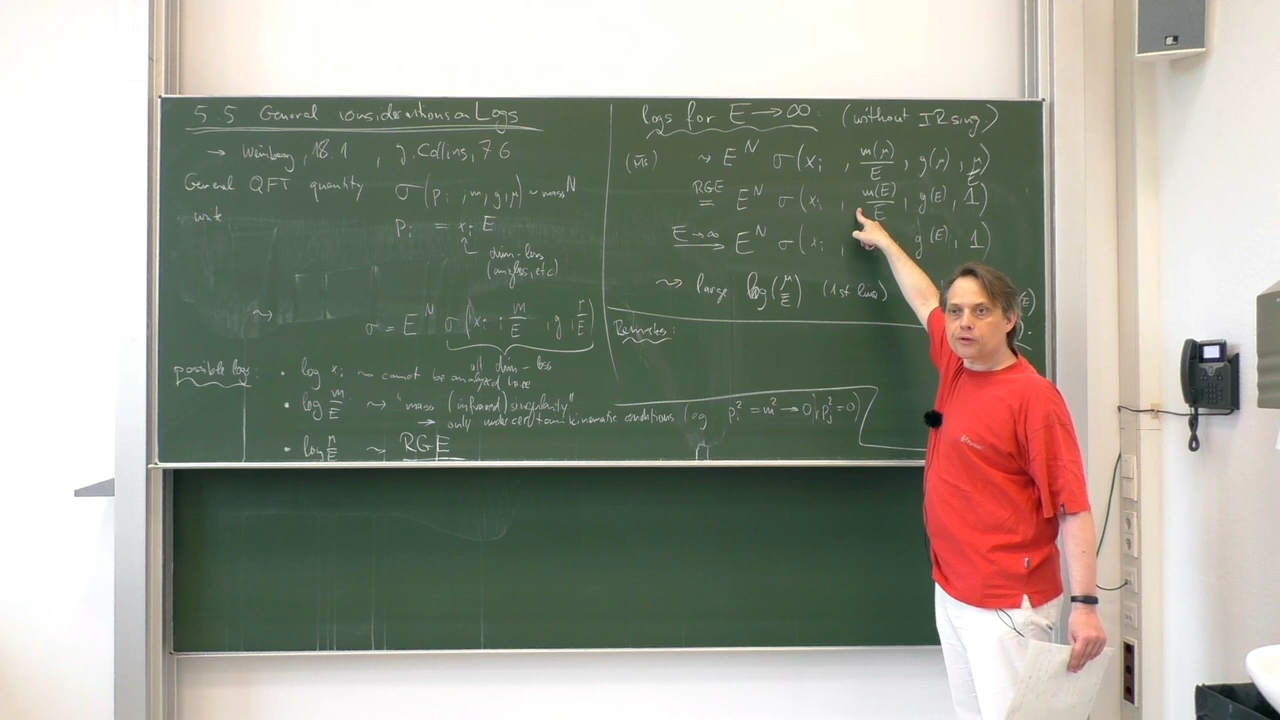 5.5 General considerations on Logs
→ Weinberg, 18.1 , J. Collins, 7.6
General QFT quantity σ(pᵢ, m, g, μ) ~ mass^N
write pᵢ = xᵢ E
dim-less
(angles, etc)
⇝ σ = E^N σ(xᵢ, m/E, g, μ/E)
all dim-less
possible logs: • log xᵢ ⇝ cannot be analyzed here
• log m/E ⇝ "mass (infrared) singularity"
→ only under certain kinematic conditions (eg pᵢ² = m² → 0, pⱼ² = 0)
• log μ/E ⇝ RGE
logs for E → ∞: (without IR sing.)
(MS) ⇝ E^N σ(xᵢ, m(μ)/E, g(μ), μ/E)
RGE = E^N σ(xᵢ, m(E)/E, g(E), 1)
E→∞ → E^N σ(xᵢ, g(E), 1)
⇝ large log(μ/E) (1st line)
Remarks: